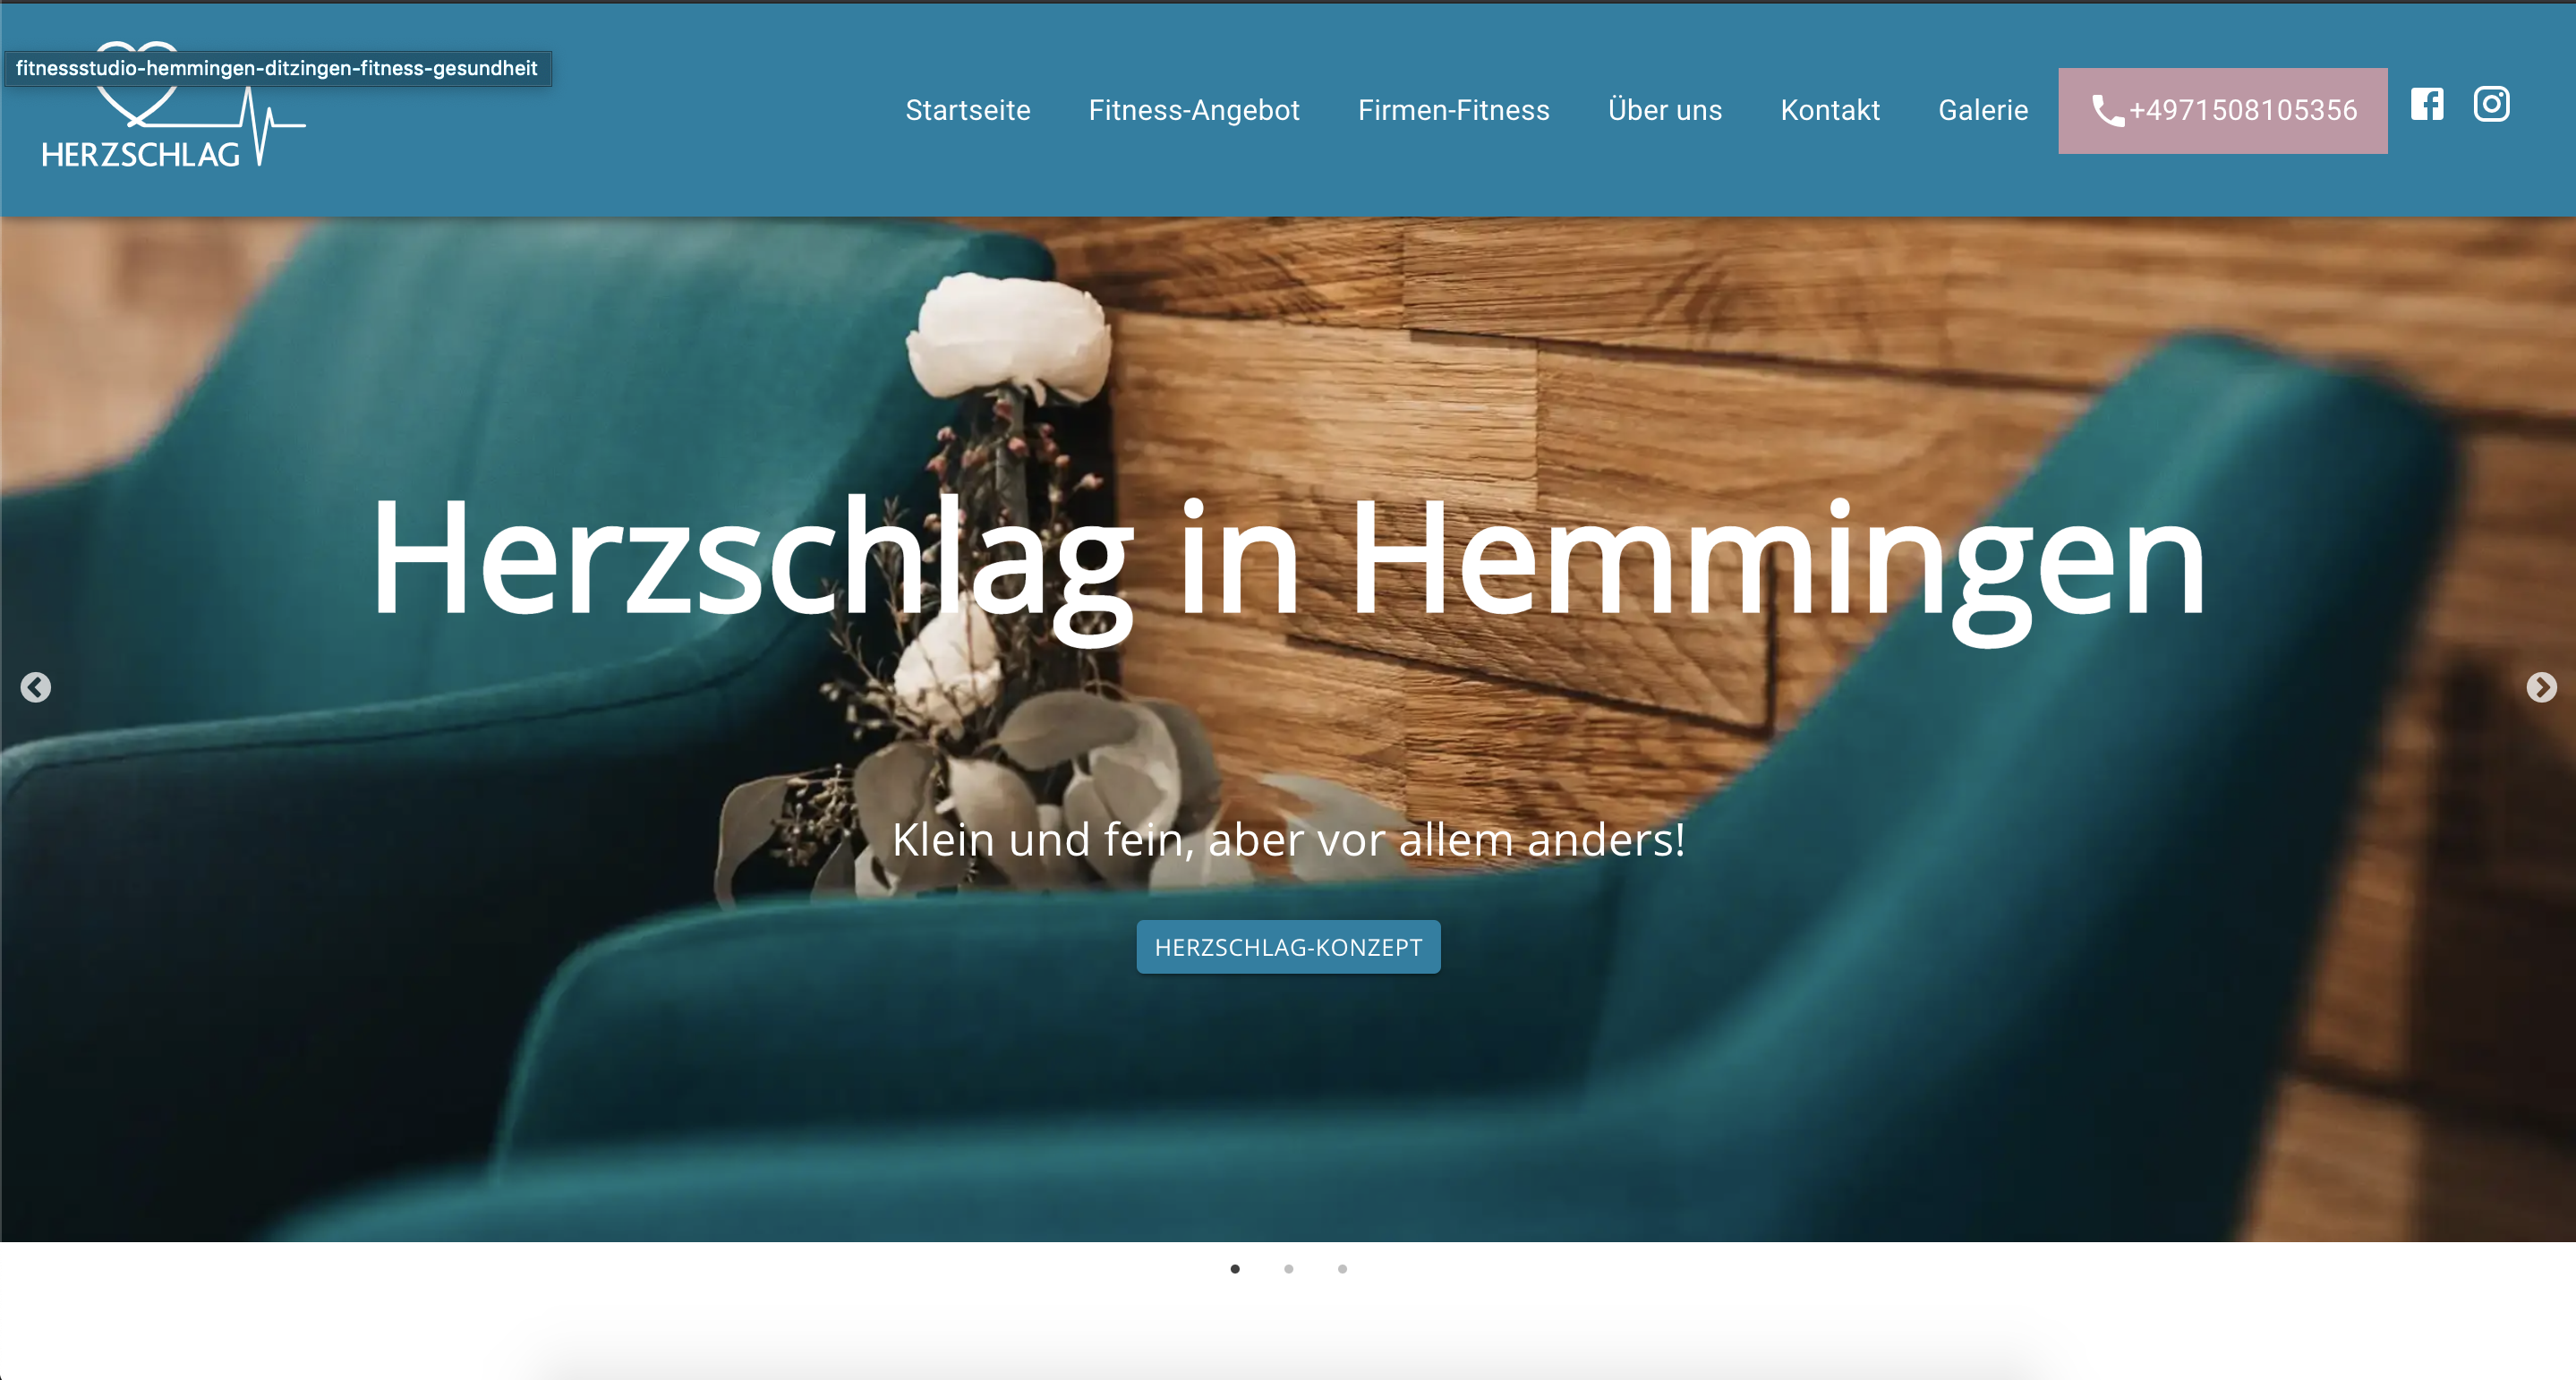 fitnessstudio-hemmingen-ditzingen-fitness-gesundheit
HERZSCHLAG
Startseite Fitness-Angebot Firmen-Fitness Über uns Kontakt Galerie +4971508105356
Herzschlag in Hemmingen
Klein und fein, aber vor allem anders!
HERZSCHLAG-KONZEPT